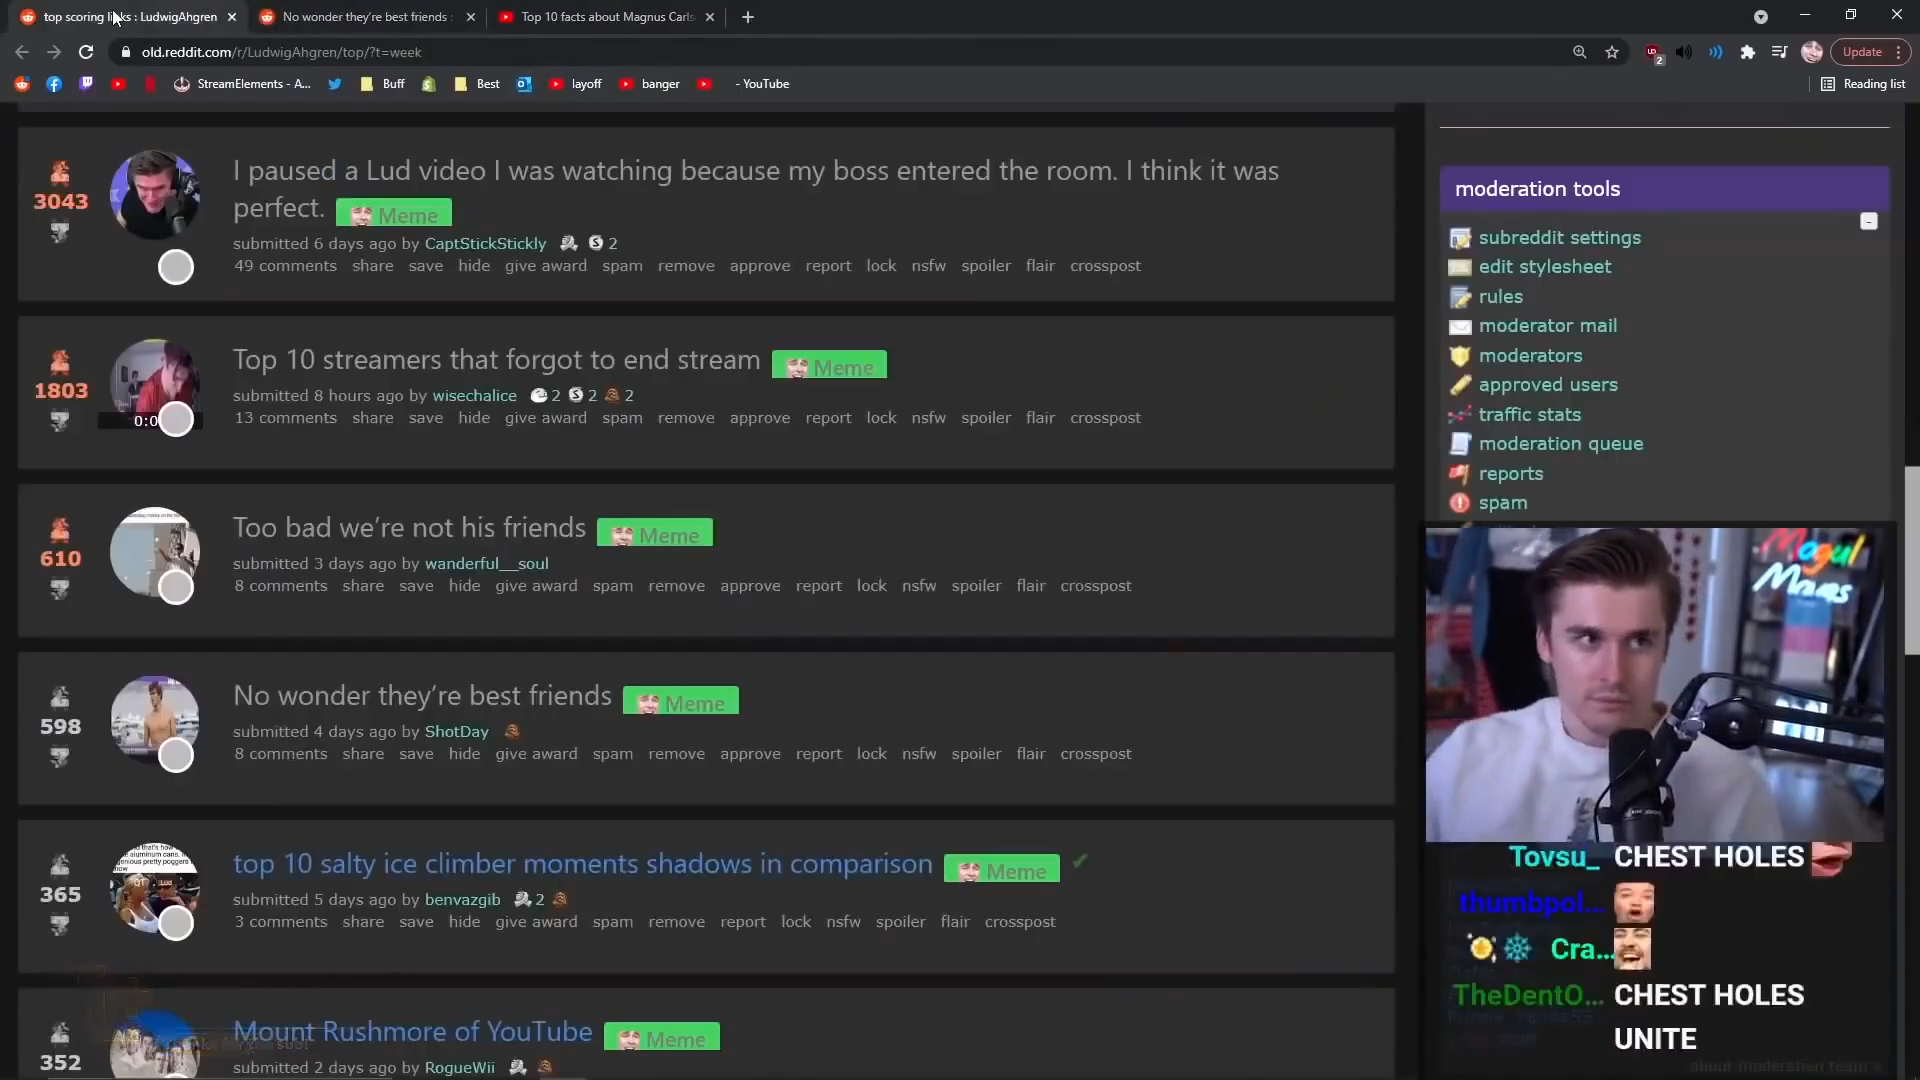 top scoring links : LudwigAhgren
No wonder they're best friends :
Top 10 facts about Magnus Carls
old.reddit.com/r/LudwigAhgren/top/?t=week
Update
2
StreamElements - A...
Buff
Best
layoff
banger
- YouTube
Reading list
3043
I paused a Lud video I was watching because my boss entered the room. I think it was
perfect. Meme
submitted 6 days ago by CaptStickStickly 2
49 comments share save hide give award spam remove approve report lock nsfw spoiler flair crosspost
1803
Top 10 streamers that forgot to end stream Meme
submitted 8 hours ago by wisechalice 2 2 2
0:0
13 comments share save hide give award spam remove approve report lock nsfw spoiler flair crosspost
610
Too bad we’re not his friends Meme
submitted 3 days ago by wanderful__soul
8 comments share save hide give award spam remove approve report lock nsfw spoiler flair crosspost
598
No wonder they’re best friends Meme
submitted 4 days ago by ShotDay
8 comments share save hide give award spam remove approve report lock nsfw spoiler flair crosspost
365
top 10 salty ice climber moments shadows in comparison Meme
submitted 5 days ago by benvazgib 2
3 comments share save hide give award spam remove report lock nsfw spoiler flair crosspost
352
Mount Rushmore of YouTube Meme
submitted 2 days ago by RogueWii
moderation tools
-
subreddit settings
edit stylesheet
rules
moderator mail
moderators
approved users
traffic stats
moderation queue
reports
spam
Mogul
Moves
Tovsu_ CHEST HOLES
thumbpol...
Cra...
TheDentO... CHEST HOLES
UNITE
about moderation team